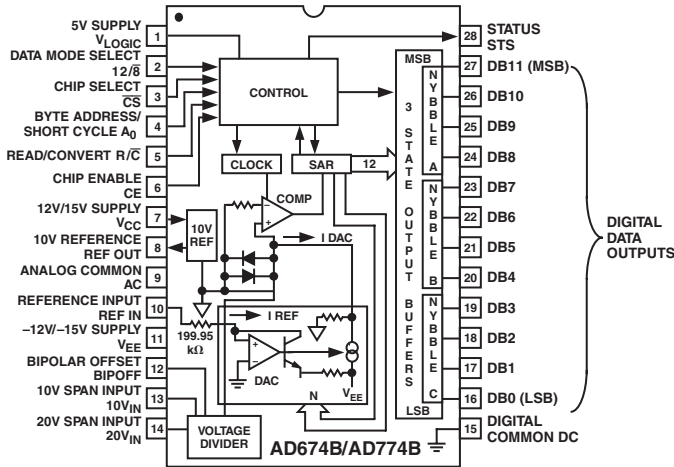 5V SUPPLY
VLOGIC
1
DATA MODE SELECT
12/8̅
2
CHIP SELECT
C̅S̅
3
BYTE ADDRESS/
SHORT CYCLE A0
4
READ/CONVERT R/C̅
5
CHIP ENABLE
CE
6
12V/15V SUPPLY
VCC
7
10V REFERENCE
REF OUT
8
ANALOG COMMON
AC
9
REFERENCE INPUT
REF IN
10
–12V/–15V SUPPLY
VEE
11
BIPOLAR OFFSET
BIPOFF
12
10V SPAN INPUT
10VIN
13
20V SPAN INPUT
20VIN
14
CONTROL
CLOCK
SAR
12
COMP
–
+
10V
REF
I DAC
I REF
199.95
kΩ
+
–
DAC
N
VEE
VOLTAGE
DIVIDER
AD674B/AD774B
MSB
3 STATE OUTPUT BUFFERS
LSB
NYBBLE A
NYBBLE B
NYBBLE C
28
STATUS
STS
27
DB11 (MSB)
26
DB10
25
DB9
24
DB8
23
DB7
22
DB6
21
DB5
20
DB4
19
DB3
18
DB2
17
DB1
16
DB0 (LSB)
15
DIGITAL
COMMON DC
DIGITAL
DATA
OUTPUTS